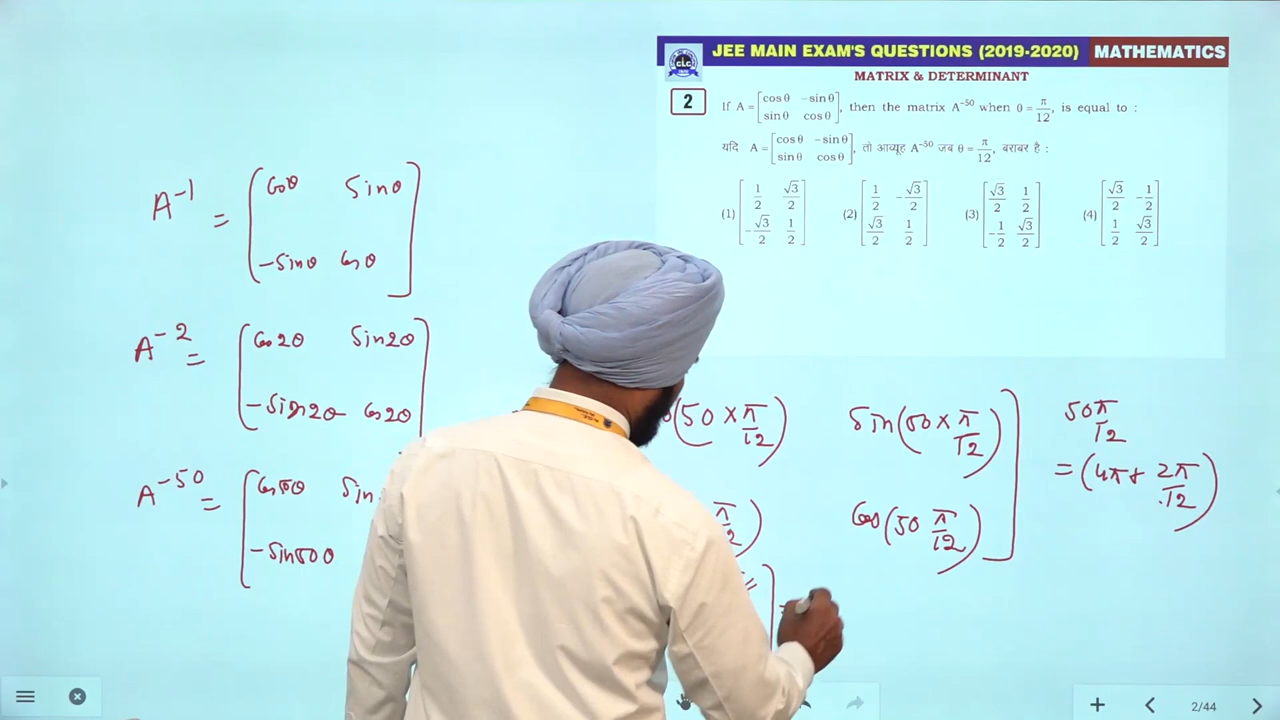 JEE MAIN EXAM'S QUESTIONS (2019-2020) MATHEMATICS
CLC
MATRIX & DETERMINANT
2 If A = [cosθ −sinθ; sinθ cosθ], then the matrix A⁻⁵⁰ when θ = π/12, is equal to :
यदि A = [cosθ −sinθ; sinθ cosθ], तो आव्यूह A⁻⁵⁰ जब θ = π/12, बराबर है :
(1) [1/2 √3/2; −√3/2 1/2] (2) [1/2 −√3/2; √3/2 1/2] (3) [√3/2 1/2; −1/2 √3/2] (4) [√3/2 −1/2; 1/2 √3/2]
A⁻¹ = [Cosθ Sinθ; −Sinθ Cosθ]
A⁻² = [Cos2θ Sin2θ; −Sin2θ Cos2θ]
A⁻⁵⁰ = [Cos50θ Sin
−Sin50θ
(50 × π/12) Sin(50 × π/12)
Cos(50 π/12)]
50π/12
= (4π + 2π/12)
2/44